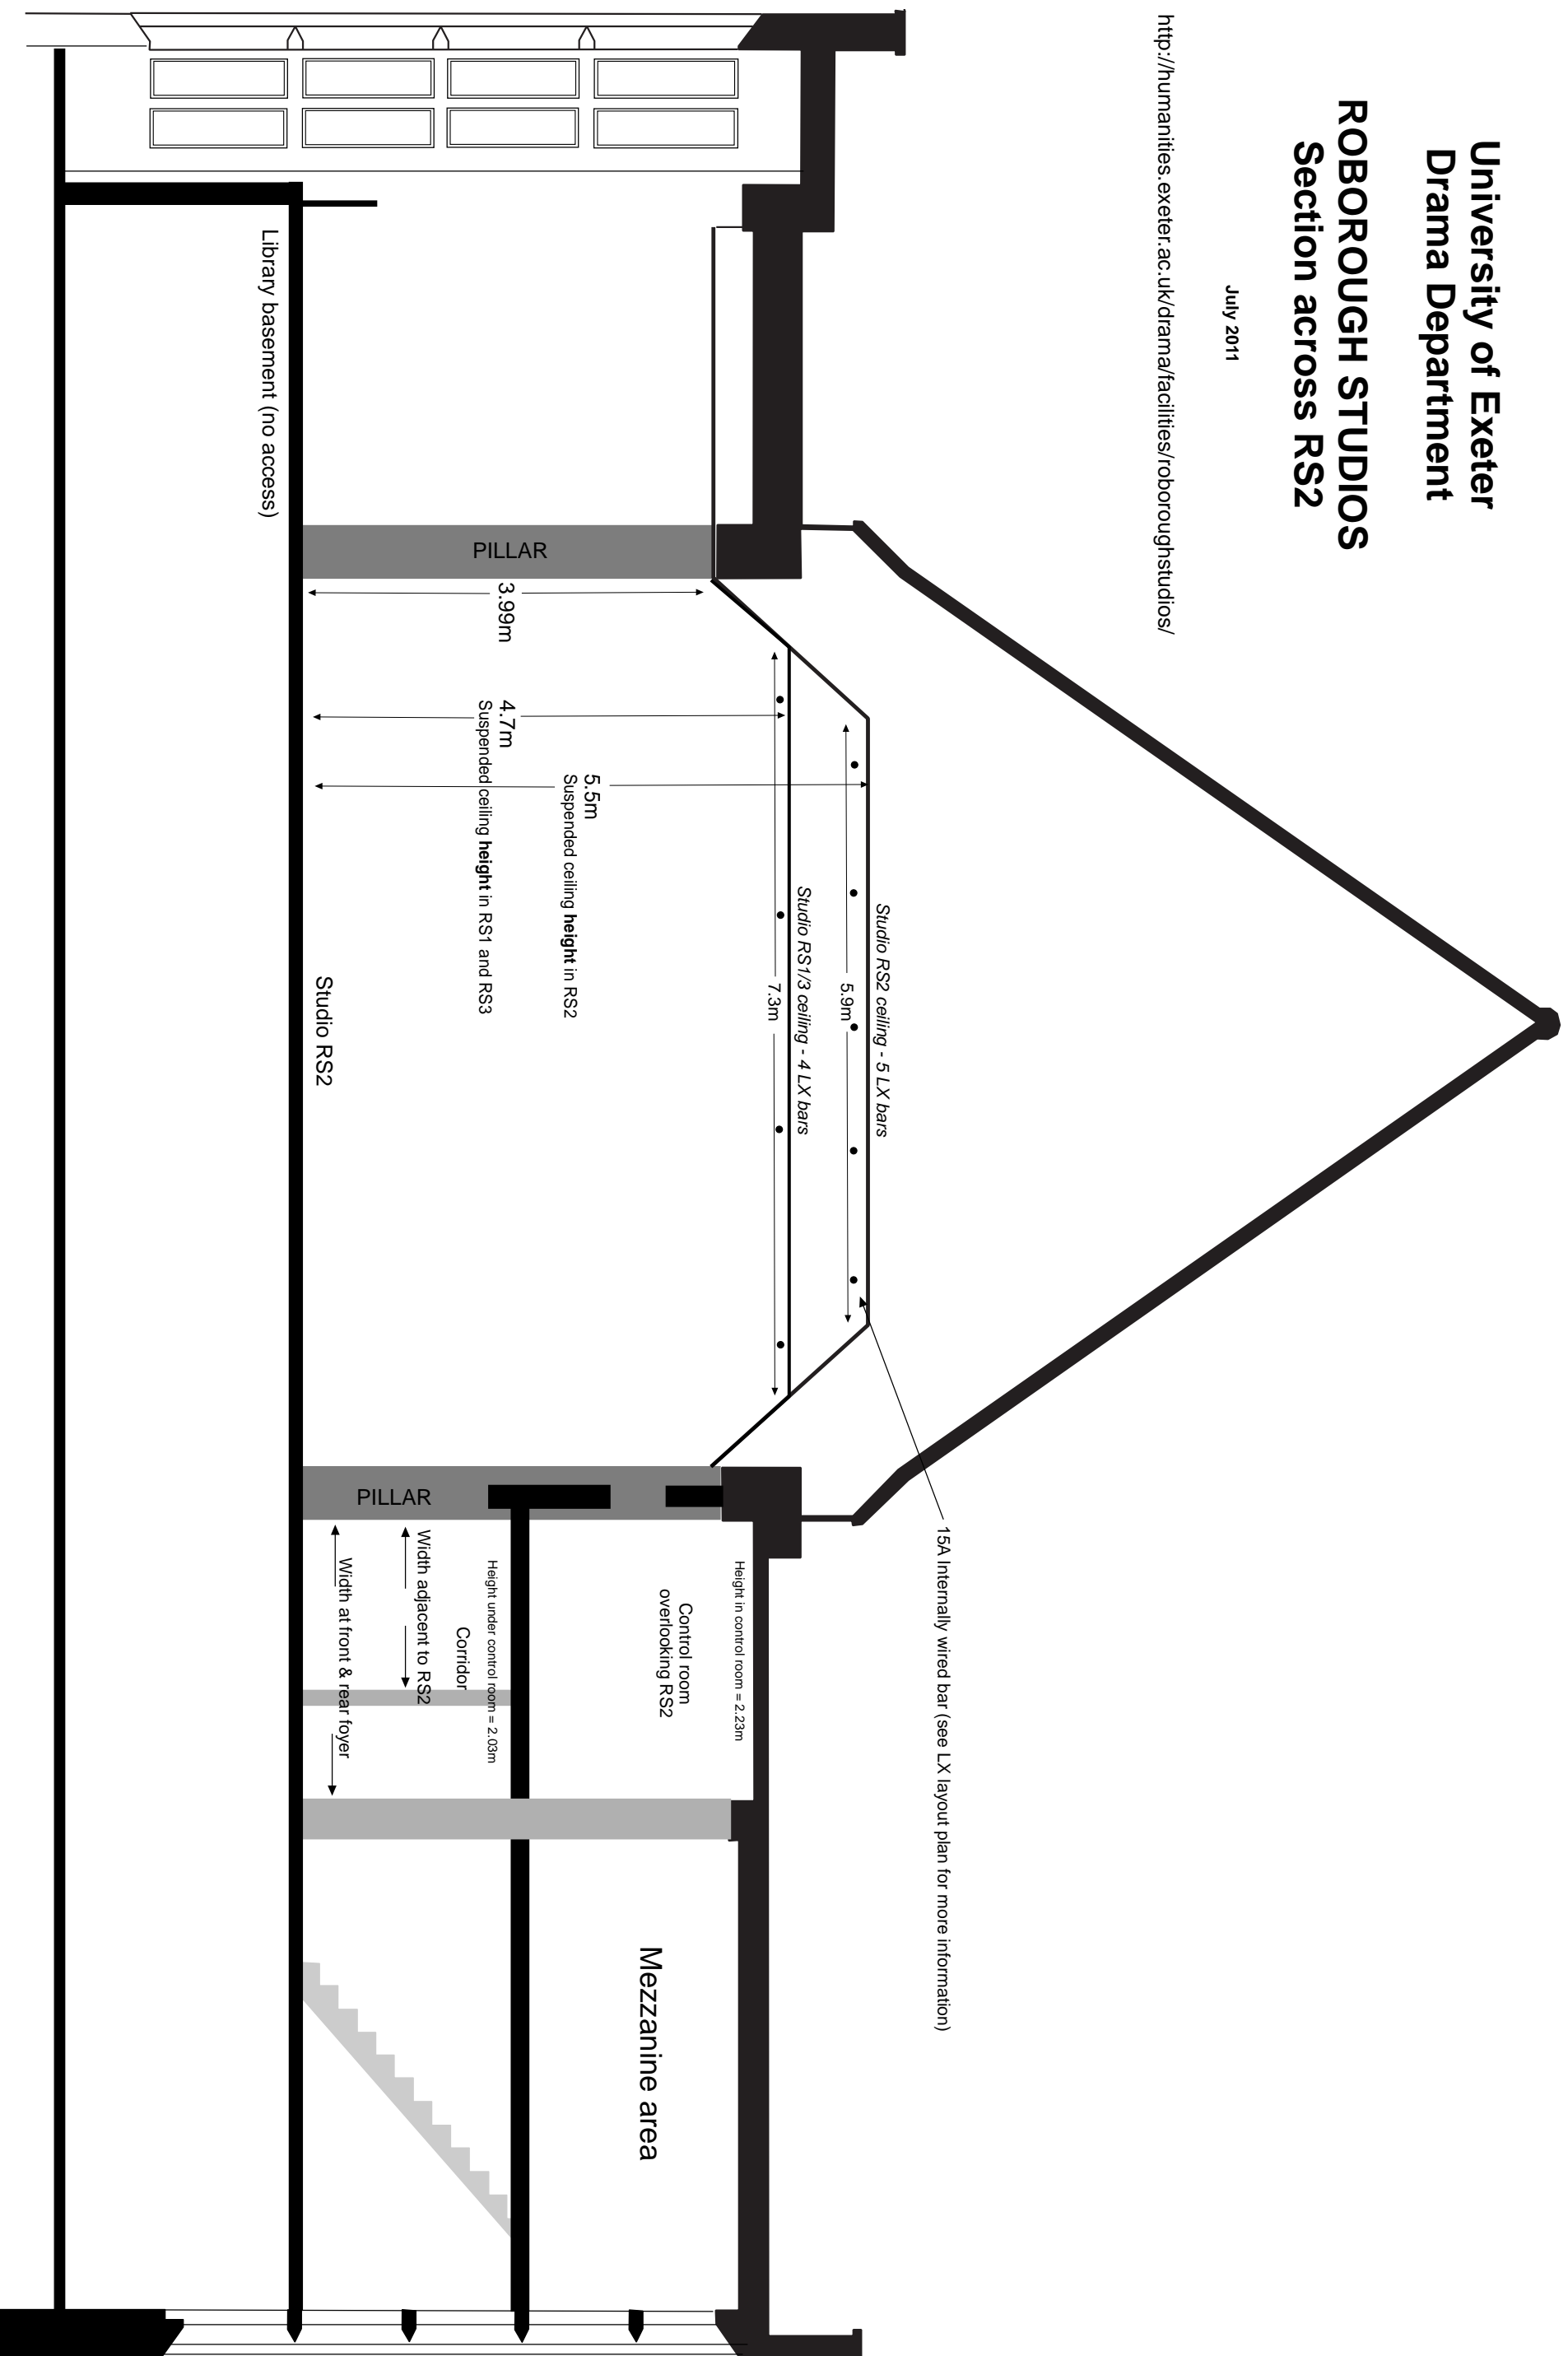 University of Exeter
Drama Department
ROBOROUGH STUDIOS
Section across RS2
July 2011
http://humanities.exeter.ac.uk/drama/facilities/roboroughstudios/
15A Internally wired bar (see LX layout plan for more information)
Studio RS2 ceiling - 5 LX bars
5.9m
Studio RS1/3 ceiling - 4 LX bars
7.3m
Height in control room = 2.23m
Control room
overlooking RS2
Mezzanine area
5.5m
Suspended ceiling height in RS2
3.99m
4.7m
Suspended ceiling height in RS1 and RS3
PILLAR
PILLAR
Height under control room = 2.03m
Corridor
Width adjacent to RS2
Width at front & rear foyer
Studio RS2
Library basement (no access)